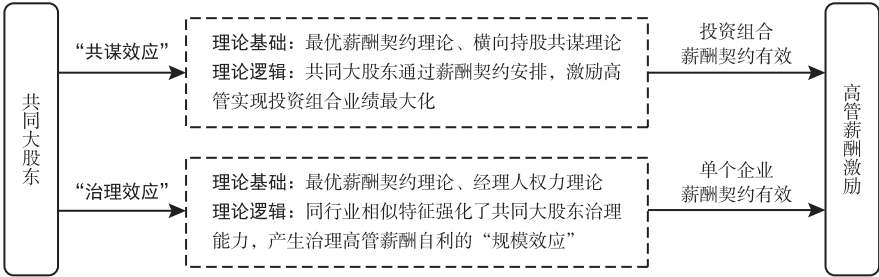 共同大股东
“共谋效应”
理论基础：最优薪酬契约理论、横向持股共谋理论
理论逻辑：共同大股东通过薪酬契约安排，激励高
管实现投资组合业绩最大化
投资组合
薪酬契约有效
“治理效应”
理论基础：最优薪酬契约理论、经理人权力理论
理论逻辑：同行业相似特征强化了共同大股东治理
能力，产生治理高管薪酬自利的“规模效应”
单个企业
薪酬契约有效
高管薪酬激励